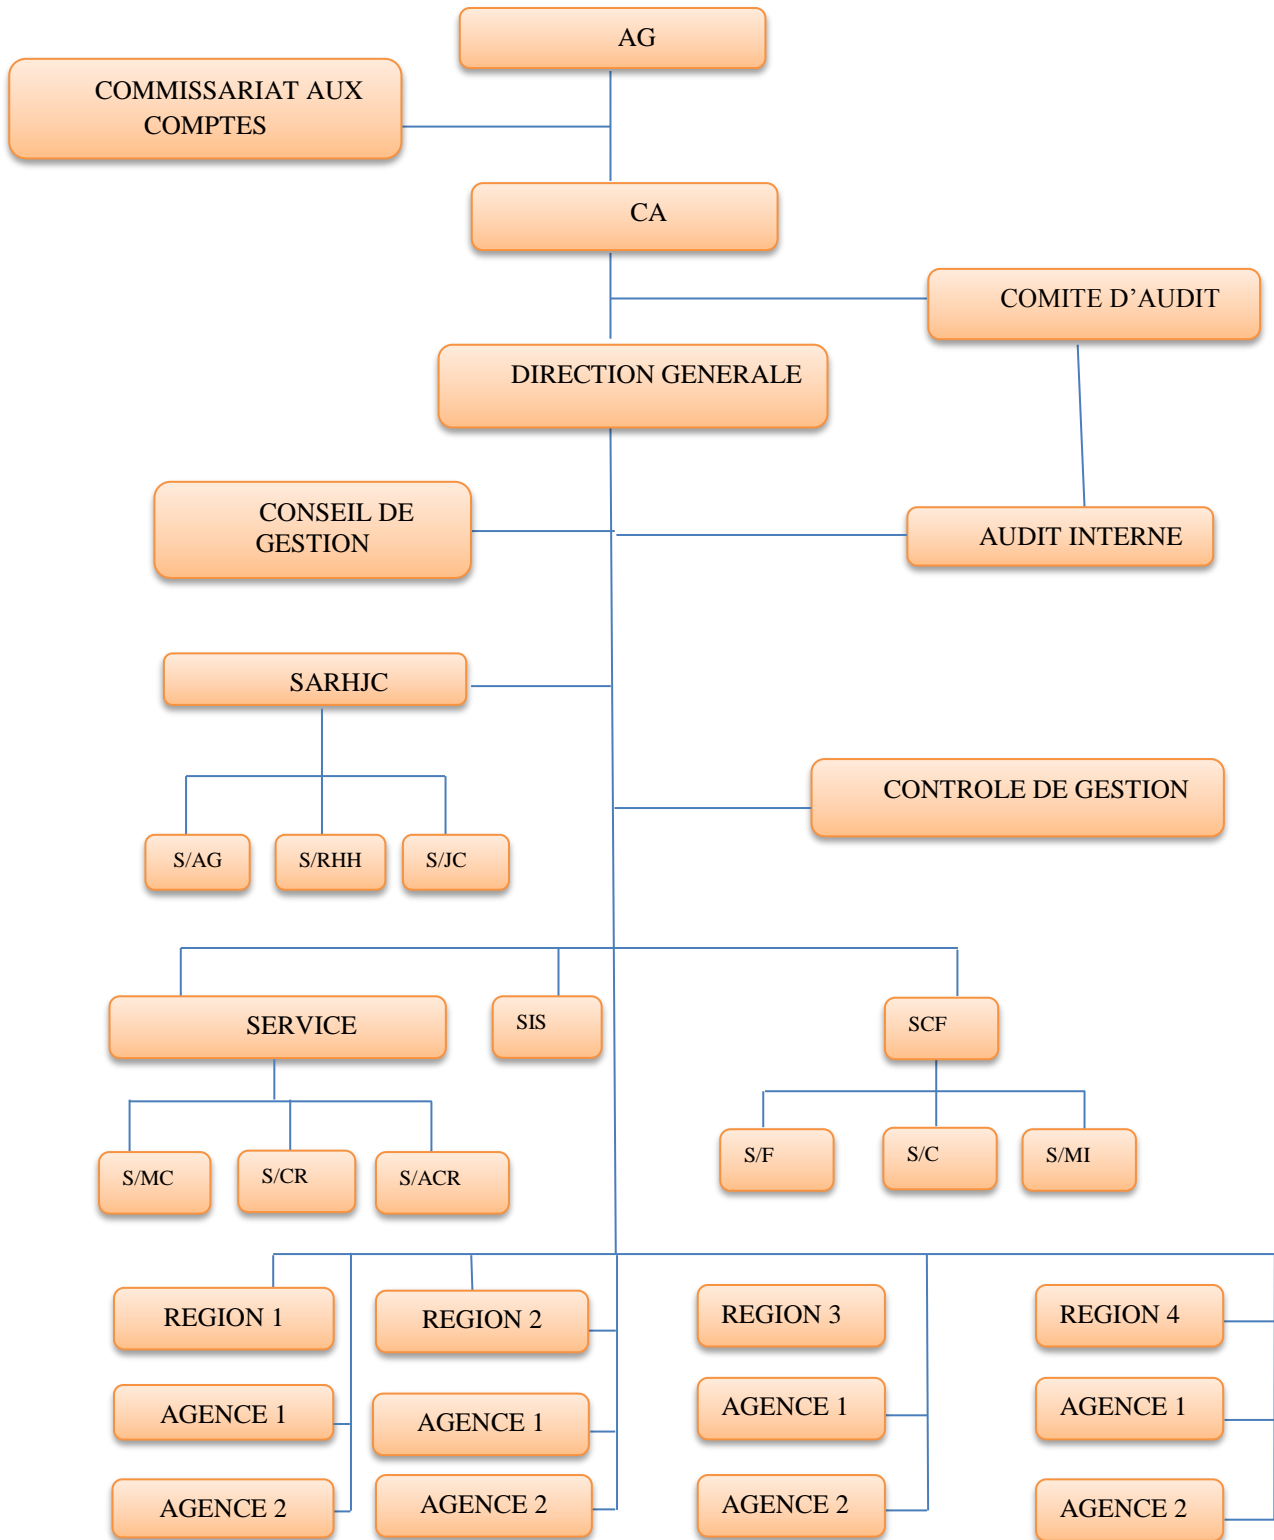 AG
COMMISSARIAT AUX
COMPTES
CA
COMITE D’AUDIT
DIRECTION GENERALE
CONSEIL DE
GESTION
AUDIT INTERNE
SARHJC
CONTROLE DE GESTION
S/AG
S/RHH
S/JC
SERVICE
SIS
SCF
S/MC
S/CR
S/ACR
S/F
S/C
S/MI
REGION 1
REGION 2
REGION 3
REGION 4
AGENCE 1
AGENCE 1
AGENCE 1
AGENCE 1
AGENCE 2
AGENCE 2
AGENCE 2
AGENCE 2